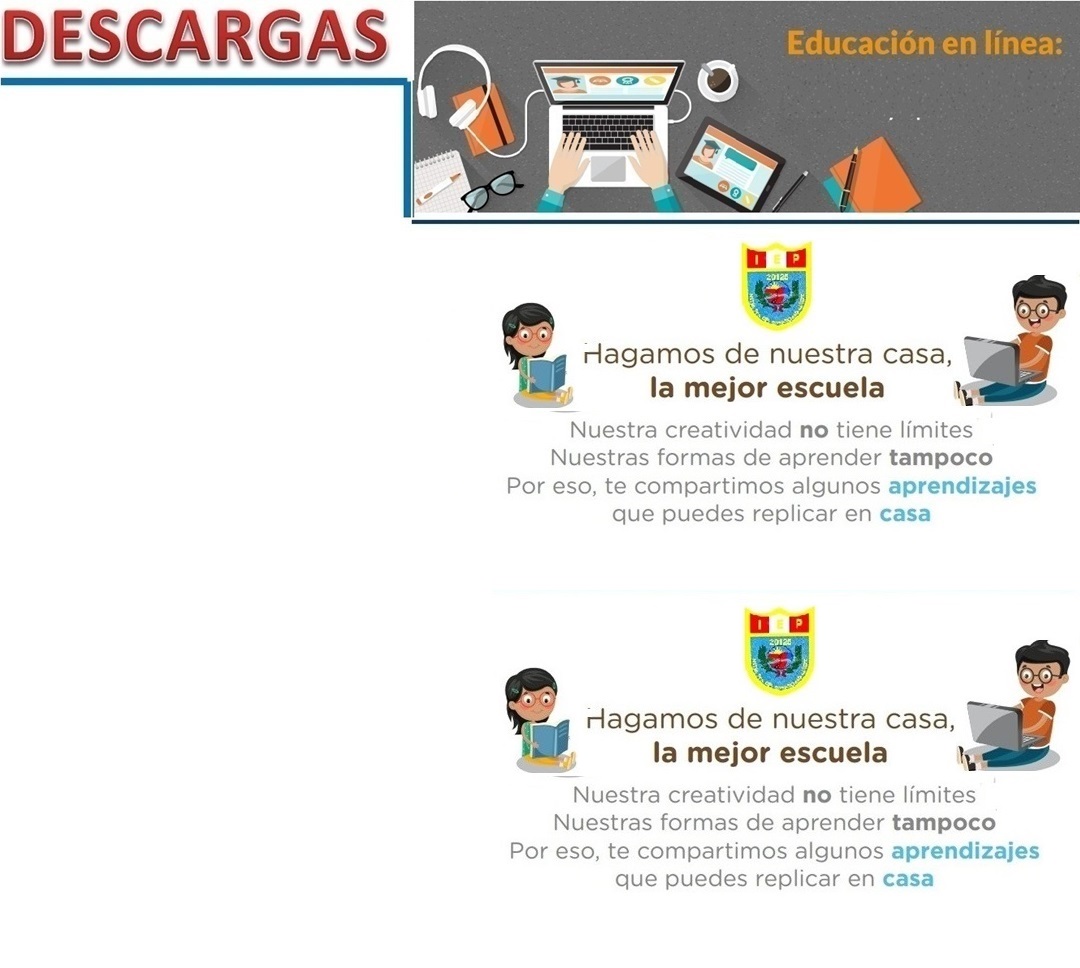 DESCARGAS
Educación en línea:
I E P
20125
Hagamos de nuestra casa,
la mejor escuela
Nuestra creatividad no tiene límites
Nuestras formas de aprender tampoco
Por eso, te compartimos algunos aprendizajes
que puedes replicar en casa
I E P
20125
Hagamos de nuestra casa,
la mejor escuela
Nuestra creatividad no tiene límites
Nuestras formas de aprender tampoco
Por eso, te compartimos algunos aprendizajes
que puedes replicar en casa